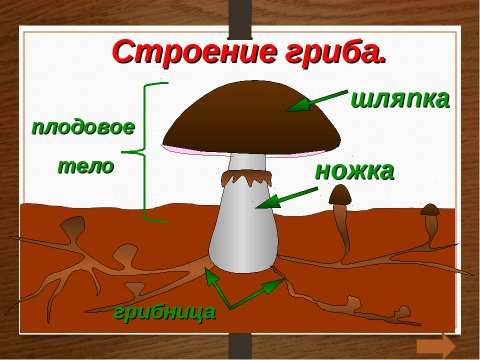 Строение гриба.
шляпка
плодовое
тело
ножка
грибница